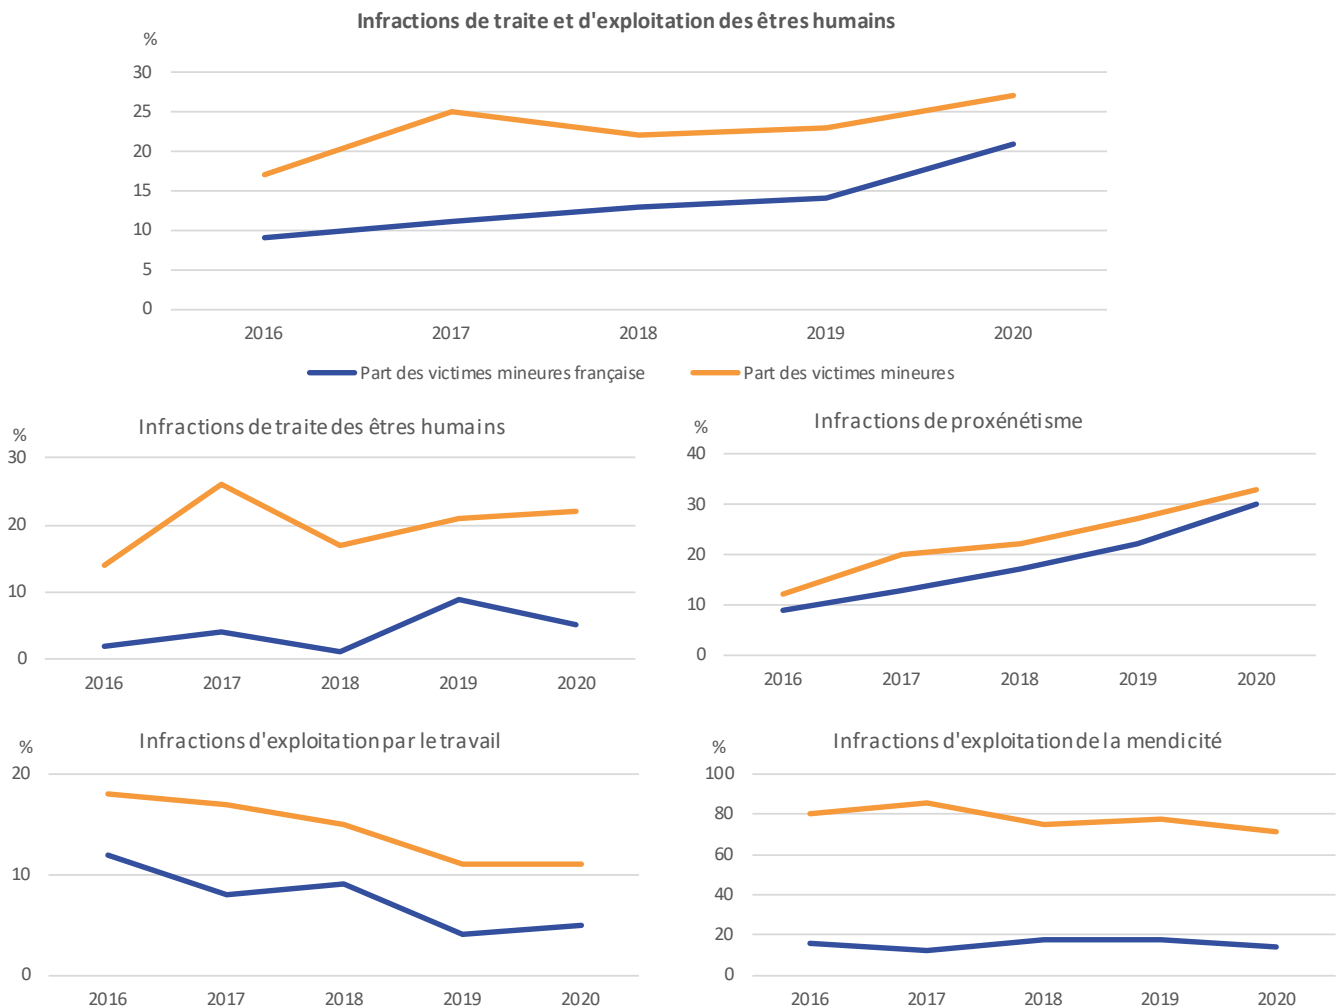 Infractions de traite et d'exploitation des êtres humains
%
30
25
20
15
10
5
0
2016 2017 2018 2019 2020
Part des victimes mineures française Part des victimes mineures
Infractions de traite des êtres humains
%
30
20
10
0
2016 2017 2018 2019 2020
Infractions de proxénétisme
%
40
30
20
10
0
2016 2017 2018 2019 2020
Infractions d'exploitation par le travail
%
20
10
0
2016 2017 2018 2019 2020
Infractions d'exploitation de la mendicité
%
100
80
60
40
20
0
2016 2017 2018 2019 2020